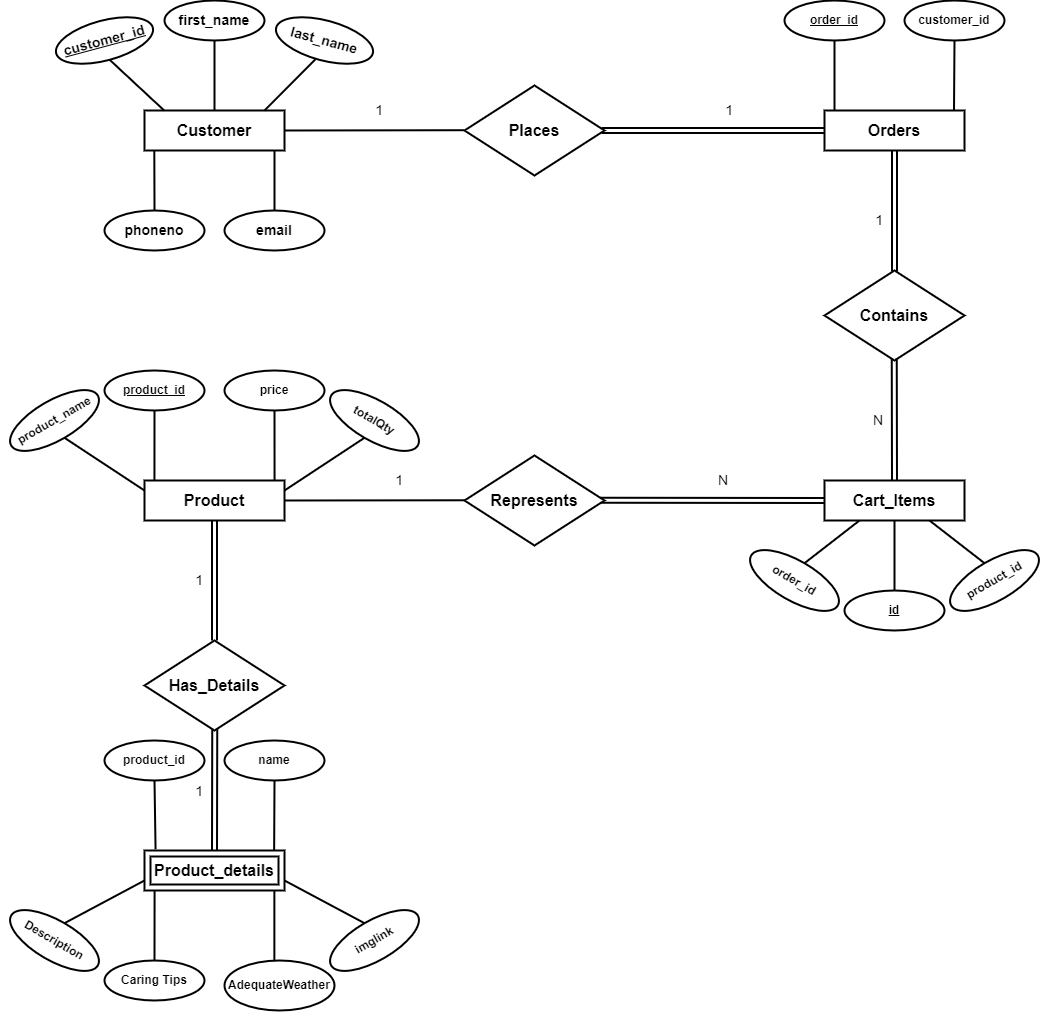 customer_id
first_name
last_name
order_id
customer_id
1
1
Customer
Places
Orders
phoneno
email
1
Contains
product_name
product_id
price
totalQty
N
1
N
Product
Represents
Cart_Items
order_id
id
product_id
1
Has_Details
product_id
name
1
Product_details
Description
Caring Tips
AdequateWeather
imglink